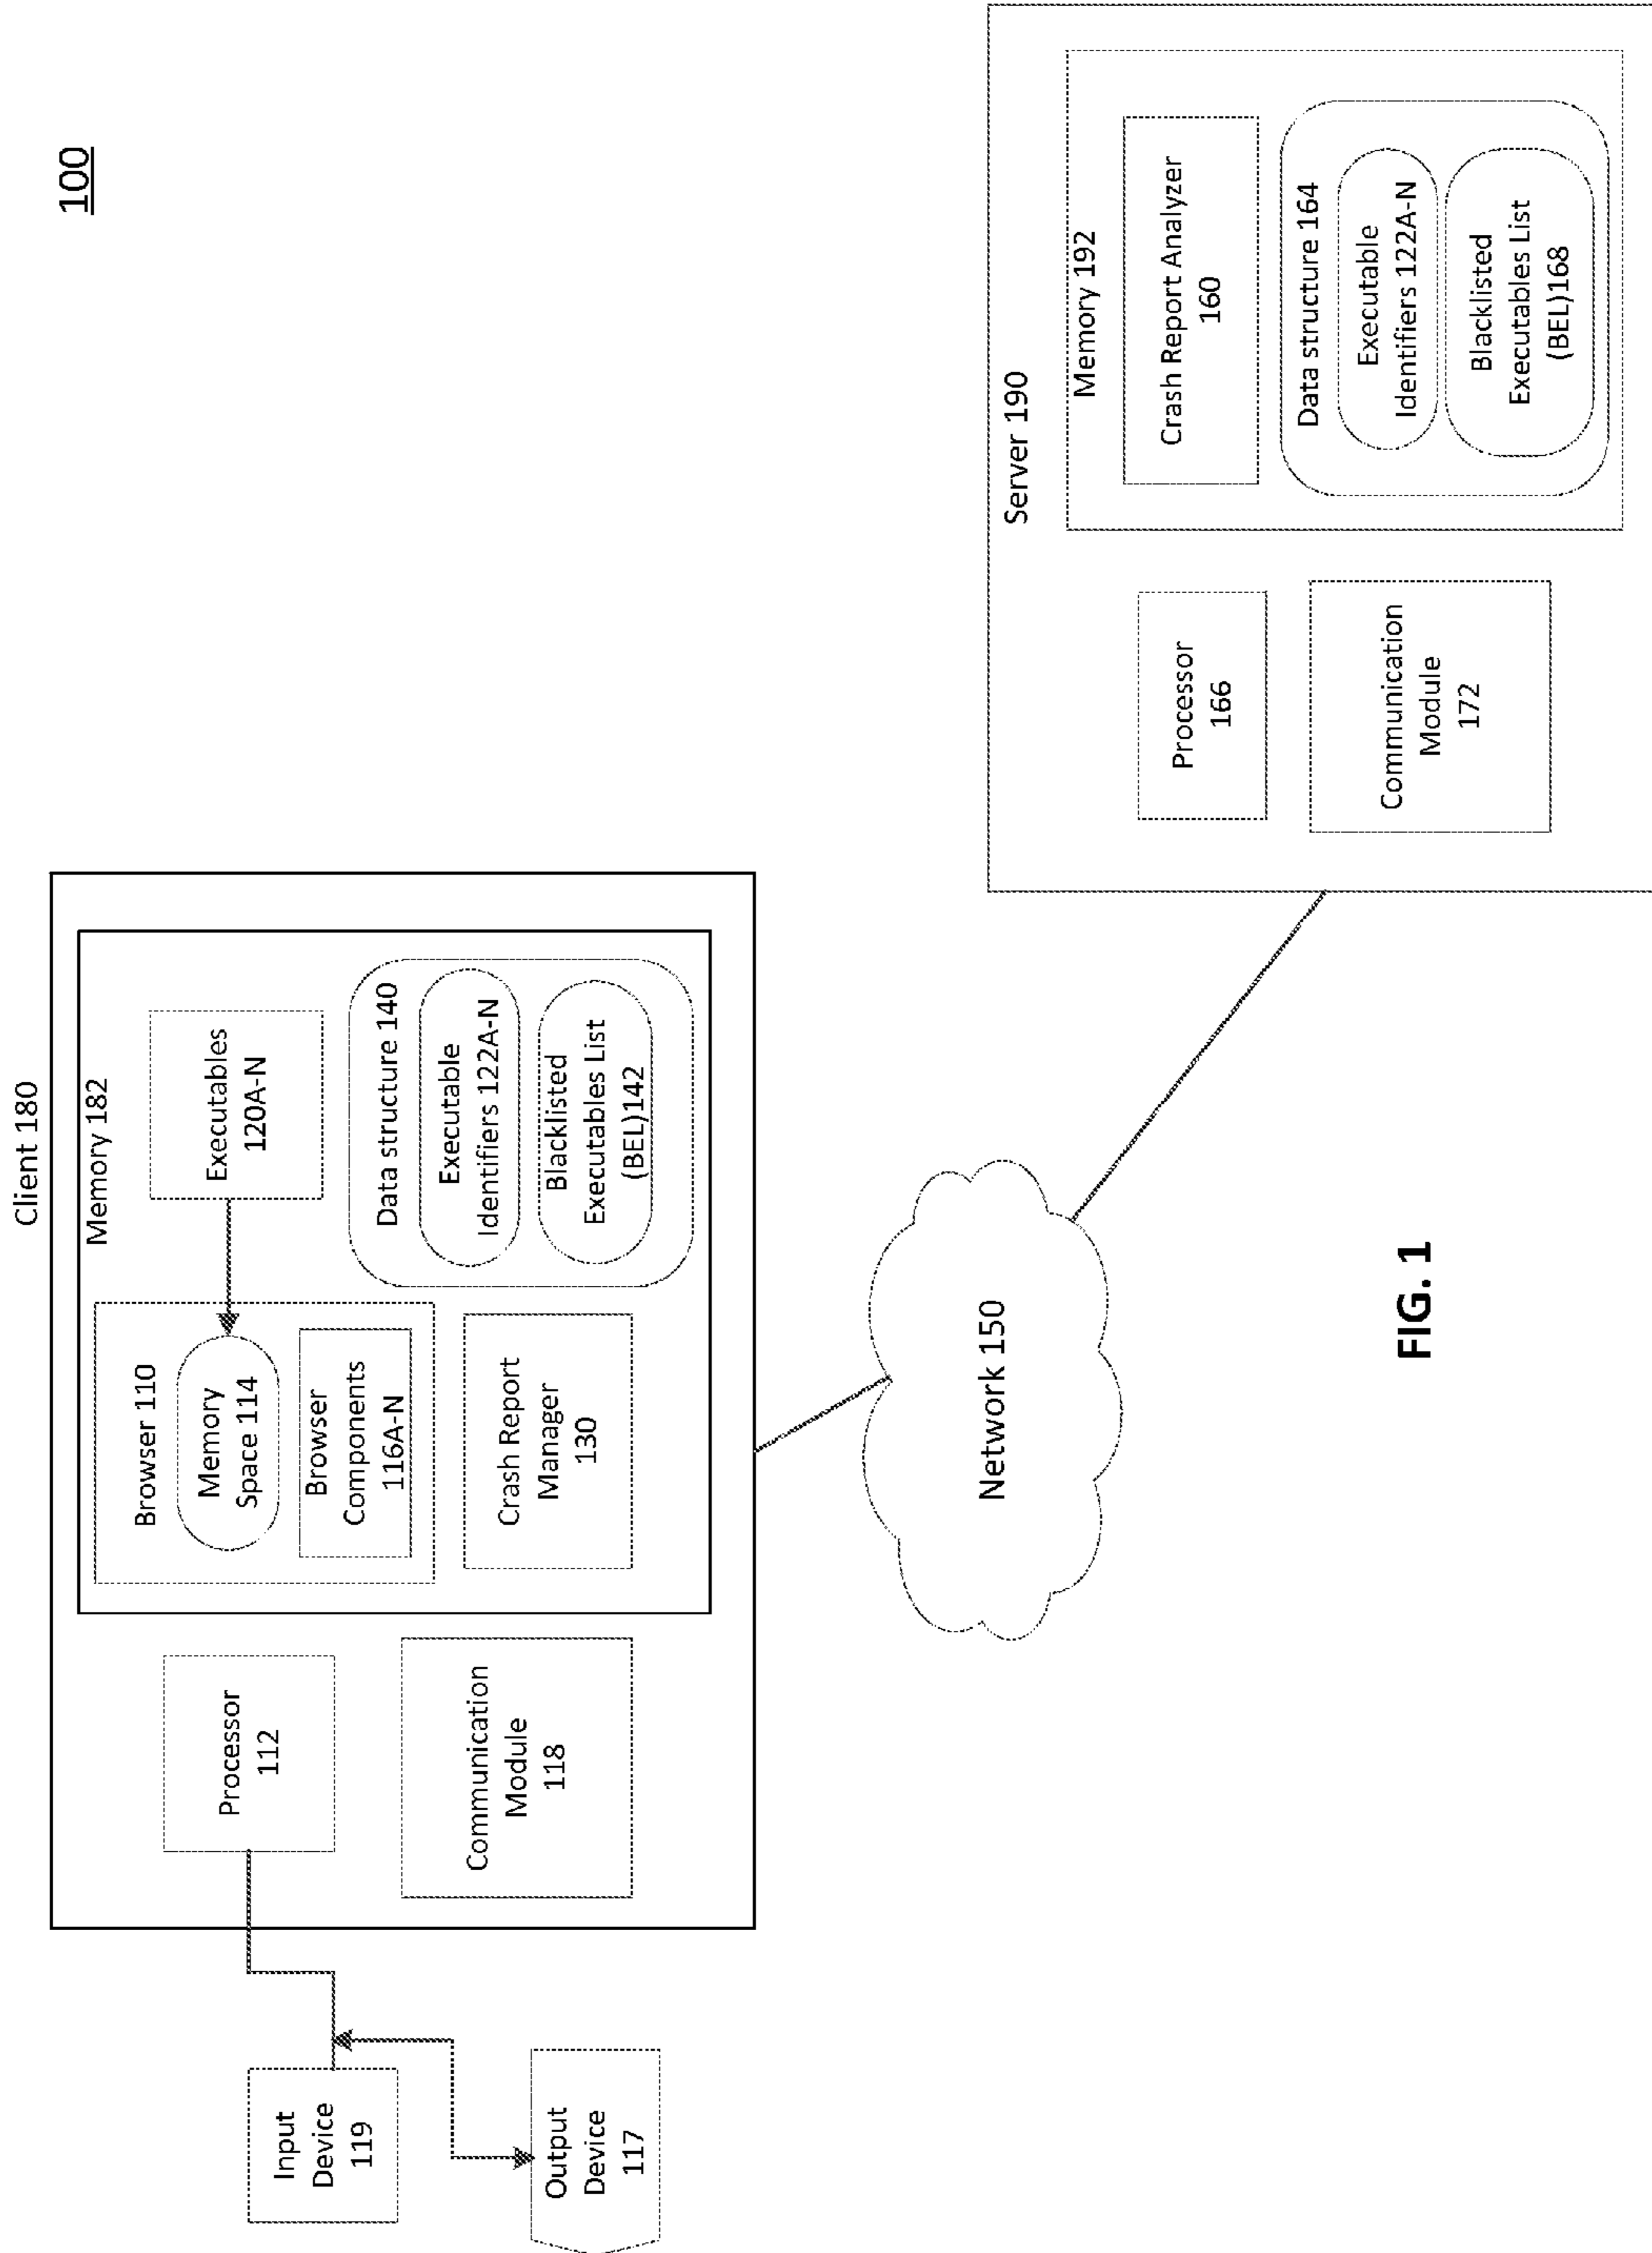 100
Client 180
Memory 182
Browser 110
Memory
Space 114
Browser
Components
116A-N
Executables
120A-N
Crash Report
Manager
130
Data structure 140
Executable
Identifiers 122A-N
Blacklisted
Executables List
(BEL)142
Processor
112
Communication
Module
118
Input
Device
119
Output
Device
117
Network 150
Server 190
Memory 192
Crash Report Analyzer
160
Data structure 164
Executable
Identifiers 122A-N
Blacklisted
Executables List
(BEL)168
Processor
166
Communication
Module
172
FIG. 1